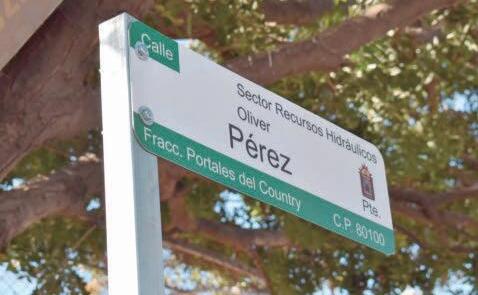 Calle
Sector Recursos Hidráulicos
Oliver
Pérez
Pte.
Fracc. Portales del Country
C.P. 80100